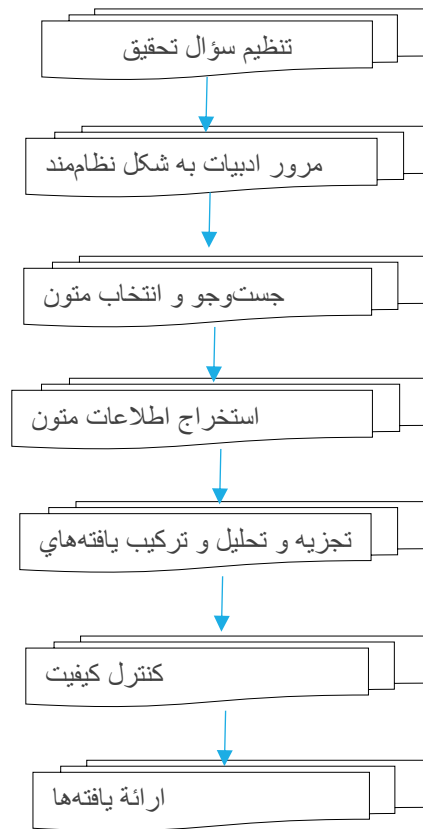 تنظیم سؤال تحقیق
مرور ادبیات به شکل نظام‌مند
جست‌وجو و انتخاب متون
استخراج اطلاعات متون
تجزیه و تحلیل و ترکیب یافته‌هاي
کنترل کیفیت
ارائة یافته‌ها